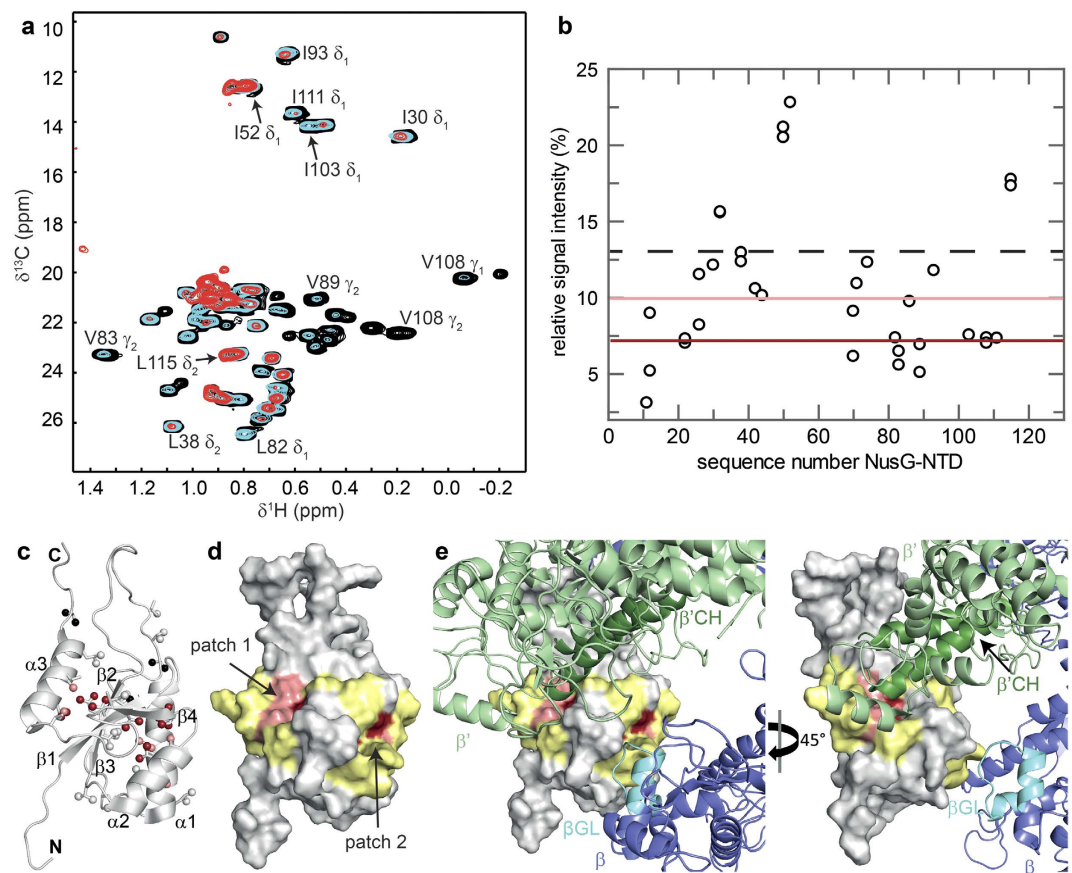 a
10
12
14
16
18
20
22
24
26
δ¹³C (ppm)
I93 δ₁
I111 δ₁
I52 δ₁
I30 δ₁
I103 δ₁
V108 γ₁
V89 γ₂
V108 γ₂
V83 γ₂
L115 δ₂
L38 δ₂
L82 δ₁
1.4 1.2 1.0 0.8 0.6 0.4 0.2 -0.2
δ¹H (ppm)
b
25
20
15
10
5
relative signal intensity (%)
0 20 40 60 80 100 120
sequence number NusG-NTD
c
C
α3
β2
β4
β1
β3
α2
α1
N
d
patch 1
patch 2
e
β'CH
β'
βGL
β
45°
β'
β'CH
βGL
β